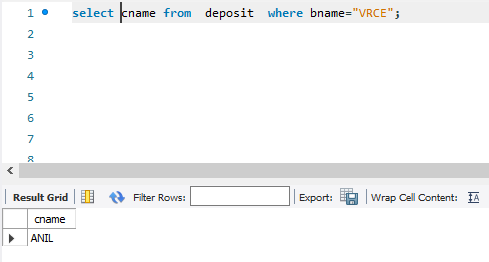 1 select cname from deposit where bname="VRCE";
2
3
4
5
6
7
8
Result Grid Filter Rows: Export: Wrap Cell Content:
cname
ANIL